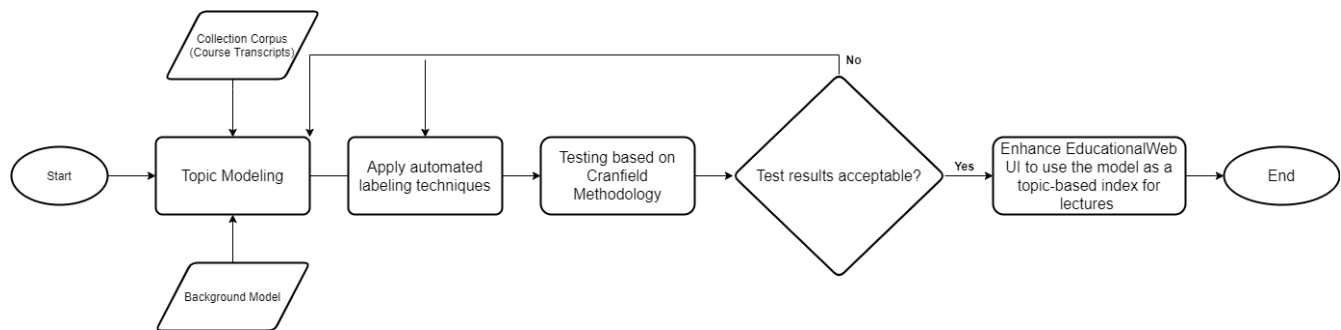 Collection Corpus
(Course Transcripts)
No
Start
Topic Modeling
Apply automated
labeling techniques
Testing based on
Cranfield
Methodology
Test results acceptable?
Yes
Enhance EducationalWeb
UI to use the model as a
topic-based index for
lectures
End
Background Model